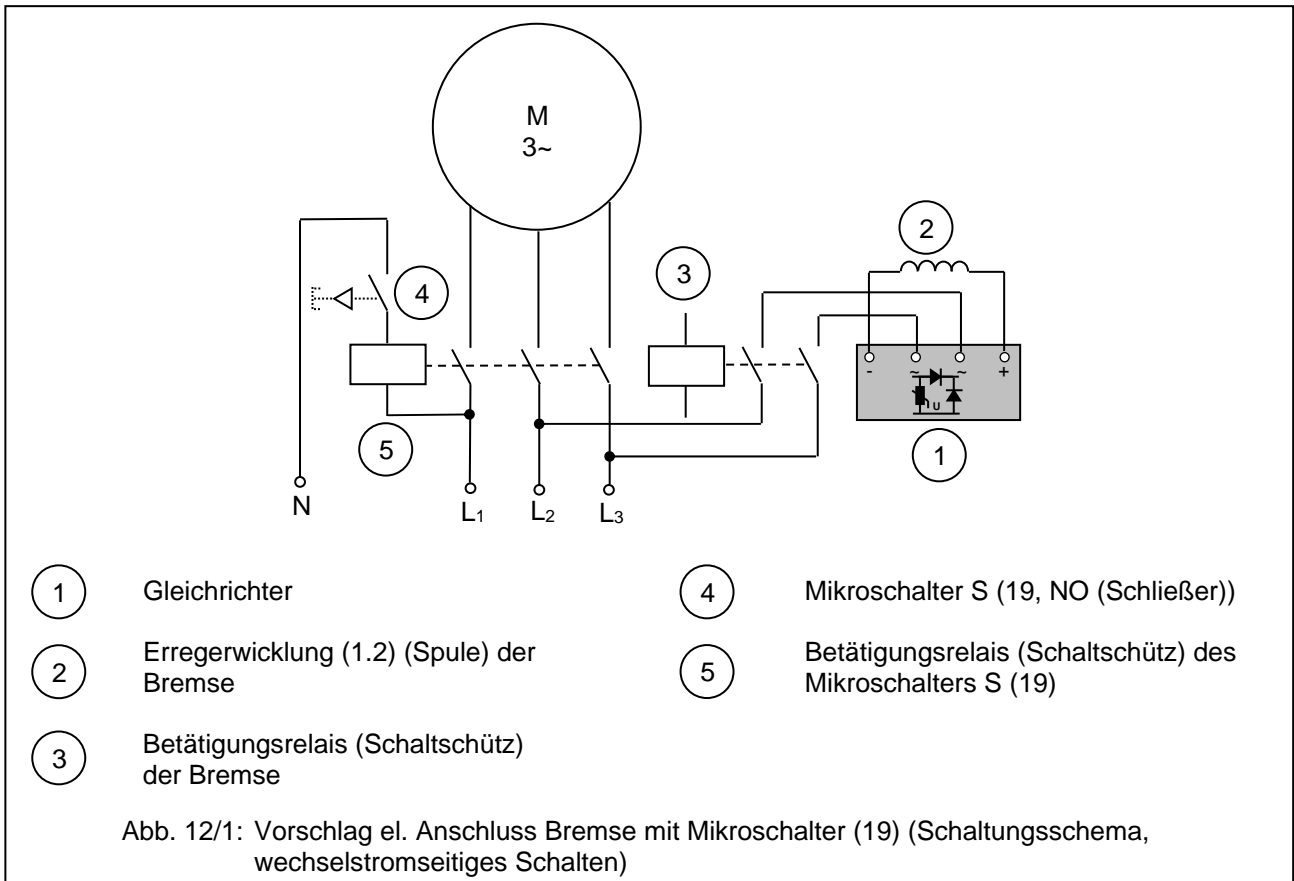 M
3~
2
3
4
- ~ ~ +
U
5
1
N
L1 L2 L3
1 Gleichrichter
4 Mikroschalter S (19, NO (Schließer))
2 Erregerwicklung (1.2) (Spule) der
Bremse
5 Betätigungsrelais (Schaltschütz) des
Mikroschalters S (19)
3 Betätigungsrelais (Schaltschütz)
der Bremse
Abb. 12/1: Vorschlag el. Anschluss Bremse mit Mikroschalter (19) (Schaltungsschema,
wechselstromseitiges Schalten)